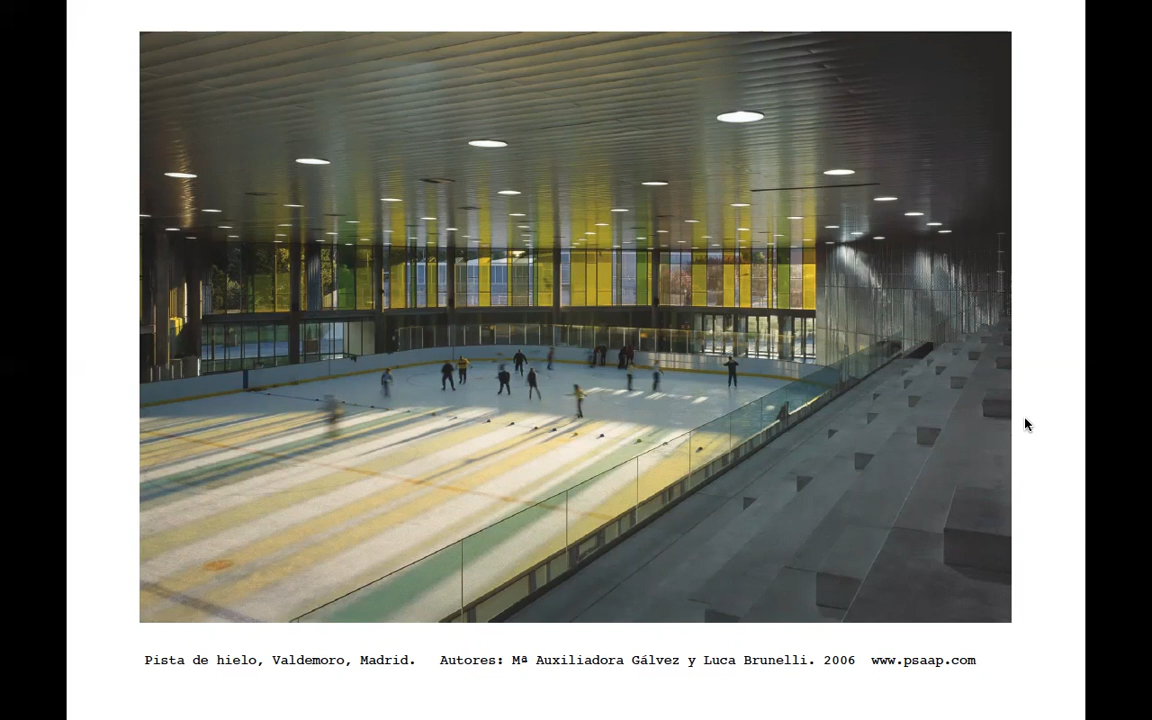 Pista de hielo, Valdemoro, Madrid. Autores: Mª Auxiliadora Gálvez y Luca Brunelli. 2006 www.psaap.com